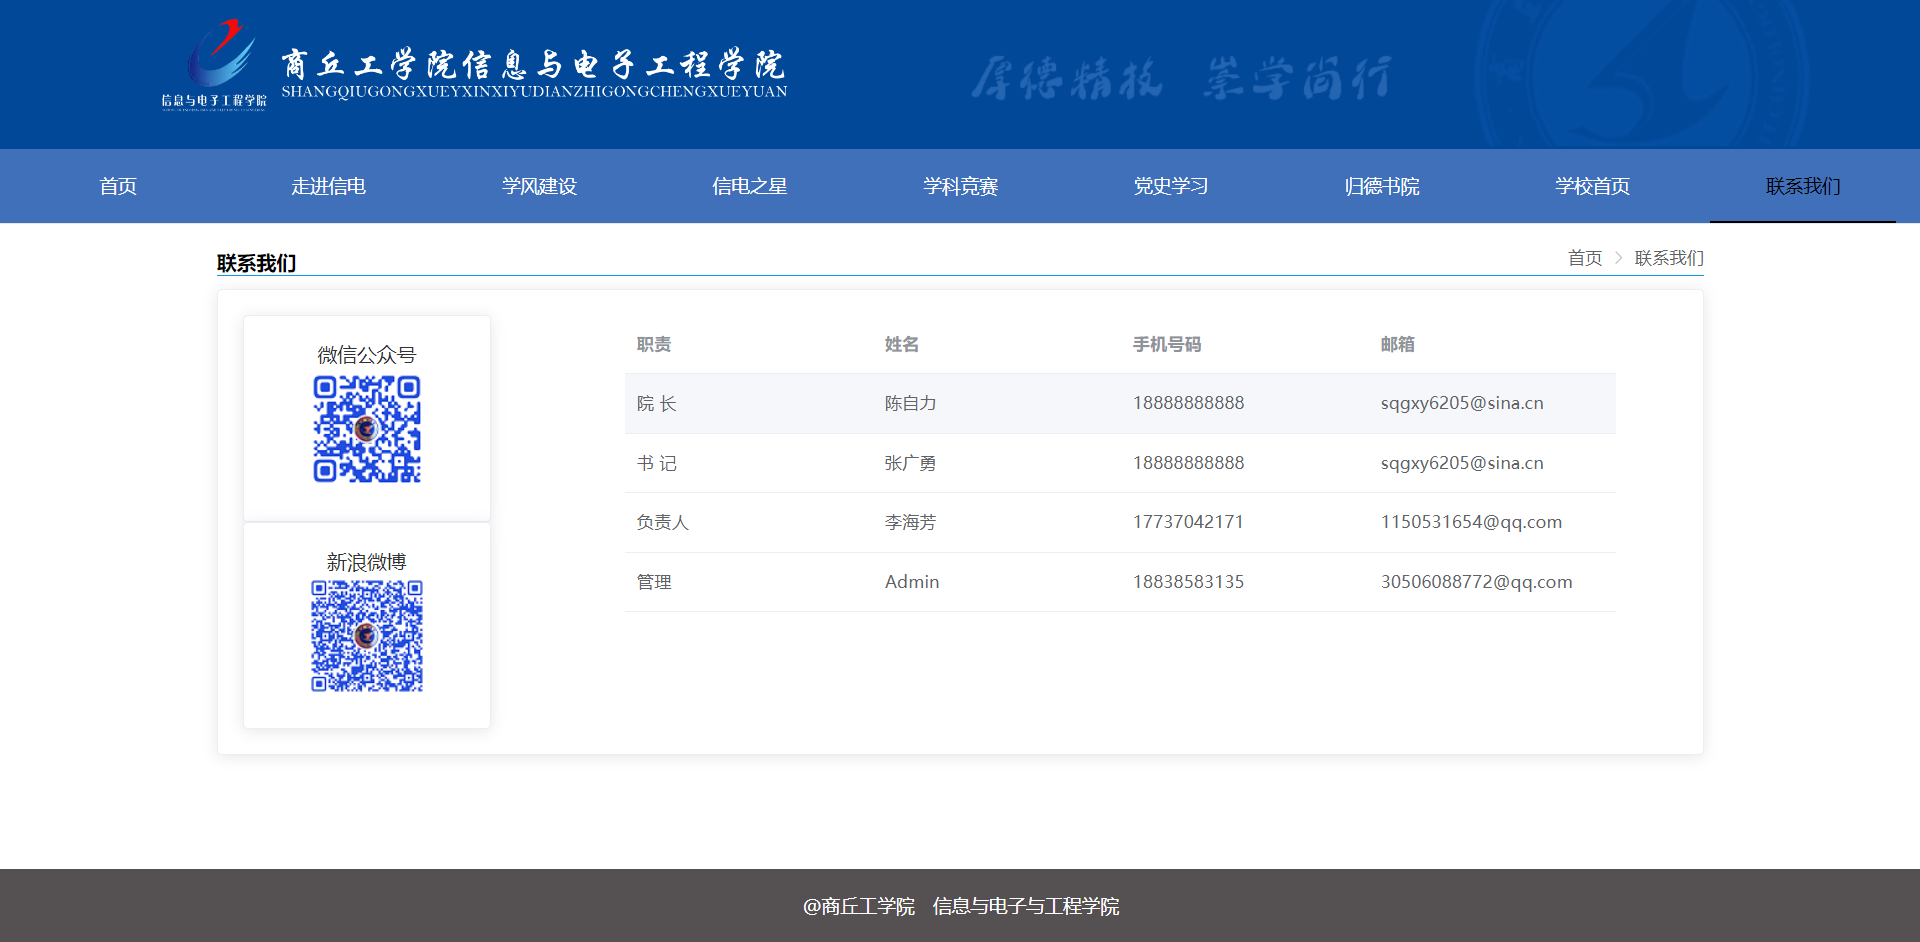 商丘工学院信息与电子工程学院
SHANGQIUGONGXUEYXINXIYUDIANZHIGONGCHENGXUEYUAN
信息与电子工程学院
厚德精技 崇学尚行
首页 走进信电 学风建设 信电之星 学科竞赛 党史学习 归德书院 学校首页 联系我们
联系我们
首页 > 联系我们
微信公众号
新浪微博
职责 姓名 手机号码 邮箱
院 长 陈自力 18888888888 sqgxy6205@sina.cn
书 记 张广勇 18888888888 sqgxy6205@sina.cn
负责人 李海芳 17737042171 1150531654@qq.com
管理 Admin 18838583135 30506088772@qq.com
@商丘工学院 信息与电子与工程学院